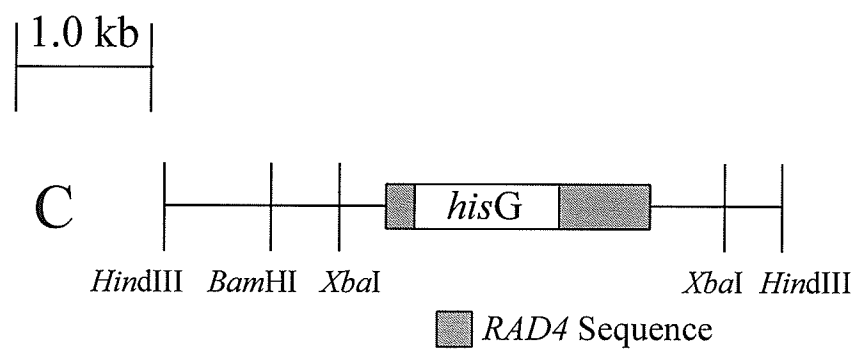 1.0 kb
C
hisG
HindIII BamHI XbaI XbaI HindIII
RAD4 Sequence